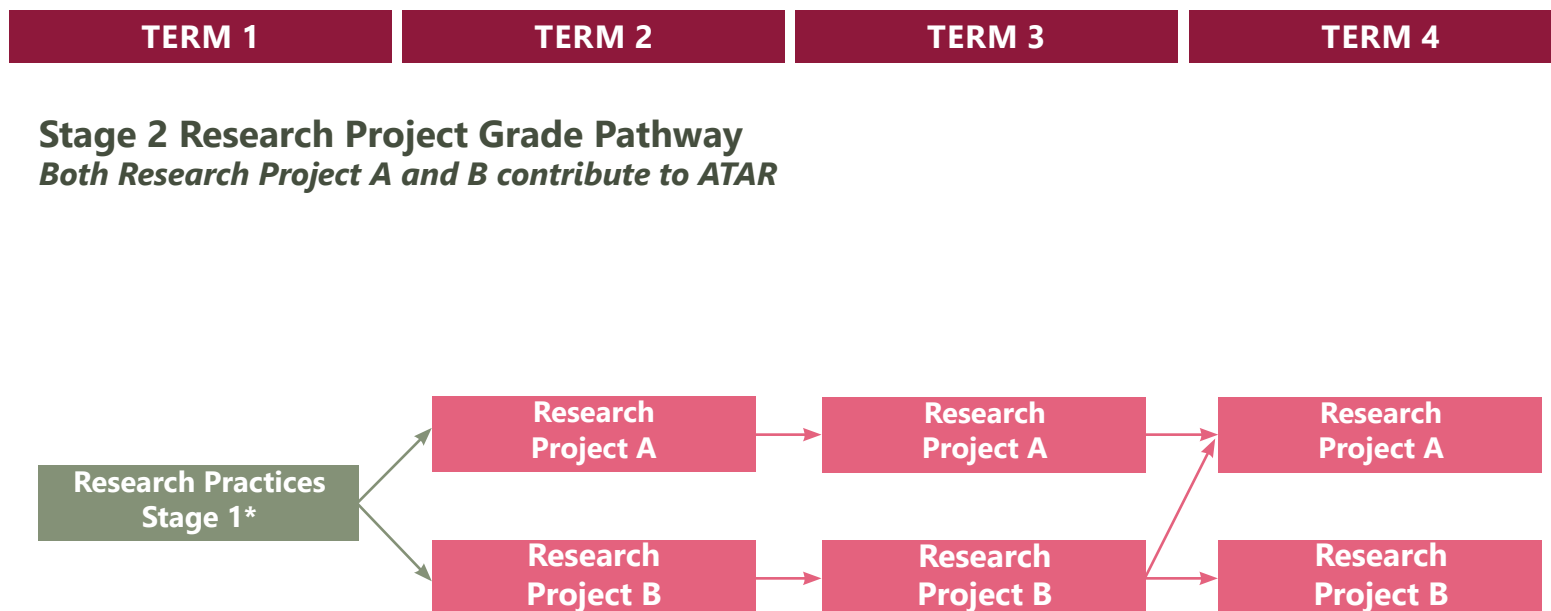 TERM 1
TERM 2
TERM 3
TERM 4
Stage 2 Research Project Grade Pathway
Both Research Project A and B contribute to ATAR
Research Practices
Stage 1*
Research
Project A
Research
Project A
Research
Project A
Research
Project B
Research
Project B
Research
Project B